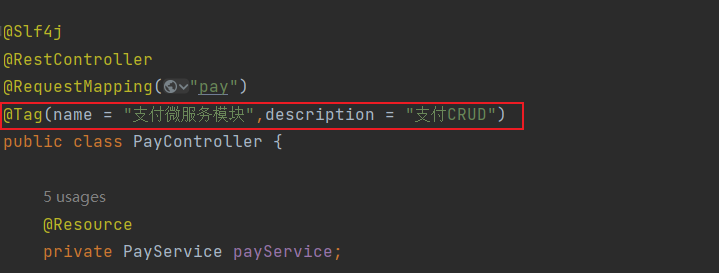 @Slf4j
@RestController
@RequestMapping("pay")
@Tag(name = "支付微服务模块",description = "支付CRUD")
public class PayController {
5 usages
@Resource
private PayService payService;